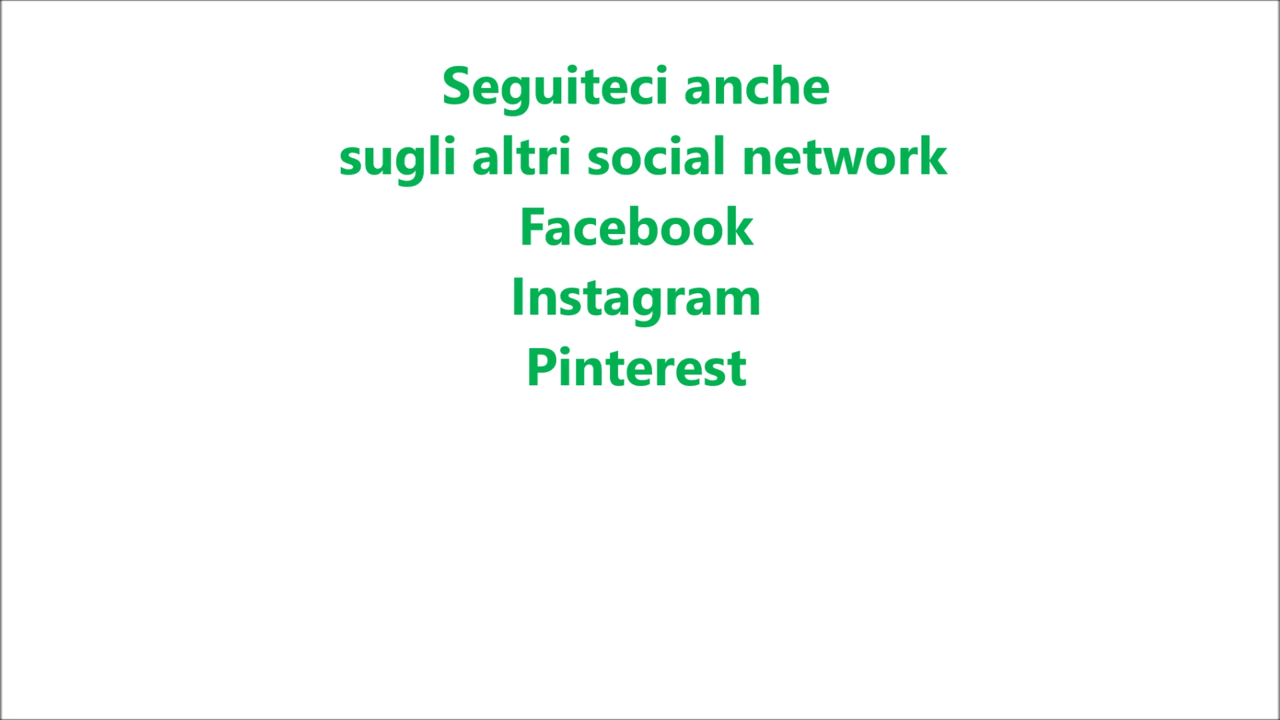 Seguiteci anche
sugli altri social network
Facebook
Instagram
Pinterest